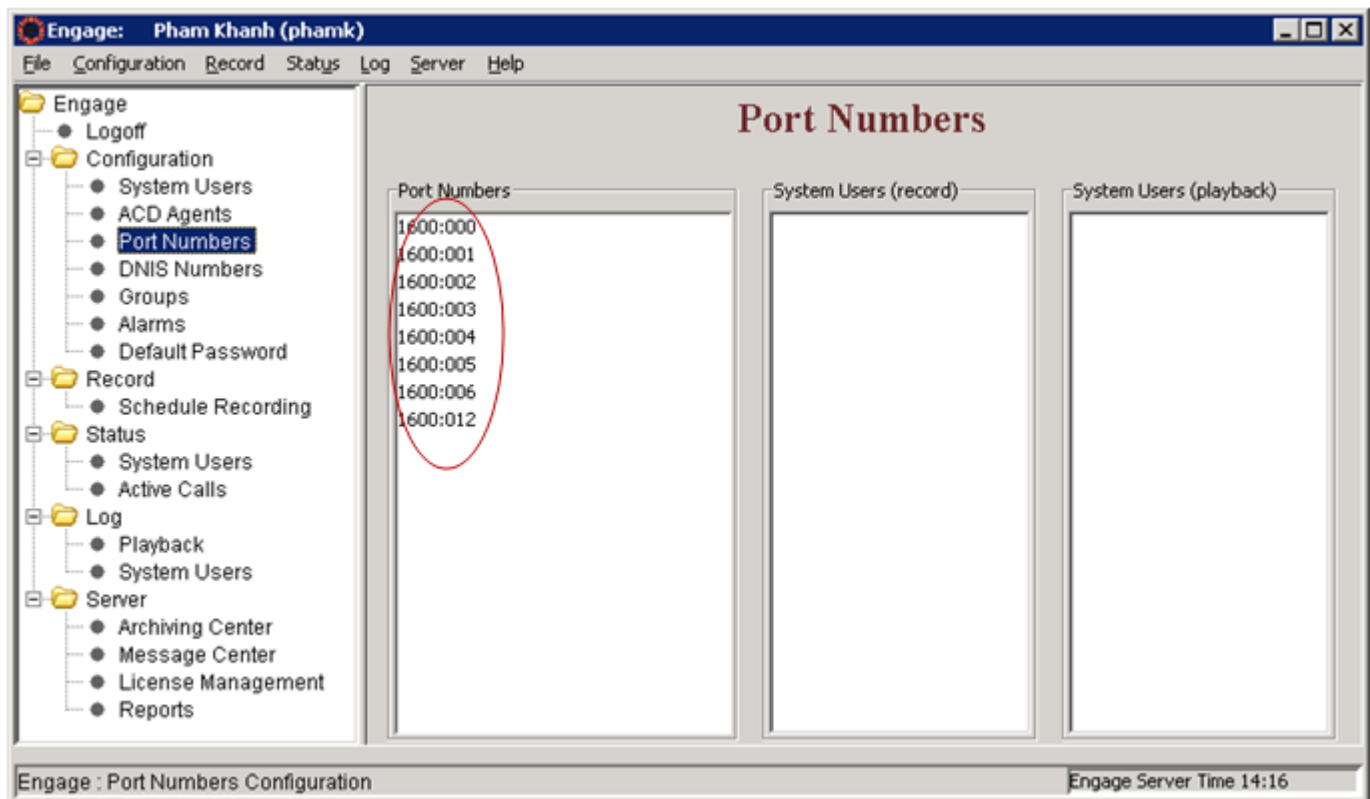 Engage: Pham Khanh (phamk)
File Configuration Record Status Log Server Help
Engage
Logoff
Configuration
System Users
ACD Agents
Port Numbers
DNIS Numbers
Groups
Alarms
Default Password
Record
Schedule Recording
Status
System Users
Active Calls
Log
Playback
System Users
Server
Archiving Center
Message Center
License Management
Reports
Port Numbers
Port Numbers
1600:000
1600:001
1600:002
1600:003
1600:004
1600:005
1600:006
1600:012
System Users (record)
System Users (playback)
Engage : Port Numbers Configuration
Engage Server Time 14:16